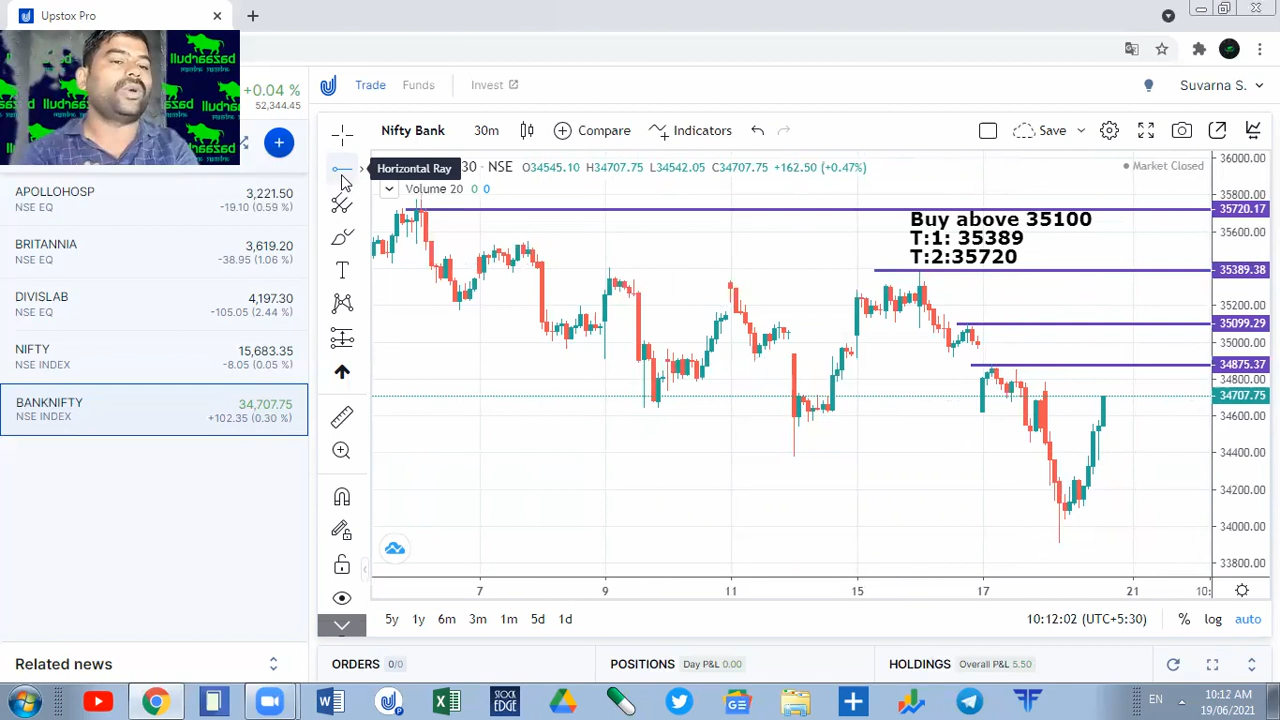 Upstox Pro
bazaarbull
+0.04 %
52,344.45
Trade
Funds
Invest
Suvarna S.
APOLLOHOSP
3,221.50
NSE EQ
-19.10 (0.59 %)
BRITANNIA
3,619.20
NSE EQ
-38.95 (1.06 %)
DIVISLAB
4,197.30
NSE EQ
-105.05 (2.44 %)
NIFTY
15,683.35
NSE INDEX
-8.05 (0.05 %)
BANKNIFTY
34,707.75
NSE INDEX
+102.35 (0.30 %)
Related news
Nifty Bank
30m
Compare
Indicators
Save
Horizontal Ray
30 · NSE O34545.10 H34707.75 L34542.05 C34707.75 +162.50 (+0.47%)
Market Closed
Volume 20 0 0
Buy above 35100
T:1: 35389
T:2:35720
36000.00
35800.00
35720.17
35600.00
35389.38
35200.00
35099.29
35000.00
34875.37
34800.00
34707.75
34600.00
34400.00
34200.00
34000.00
33800.00
7 9 11 15 17 21 10:
5y 1y 6m 3m 1m 5d 1d
10:12:02 (UTC+5:30) % log auto
ORDERS 0/0
POSITIONS Day P&L 0.00
HOLDINGS Overall P&L 5.50
STOCK
EDGE
EN
10:12 AM
19/06/2021